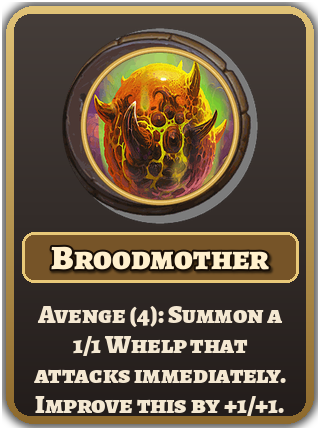 Broodmother
Avenge (4): Summon a
1/1 Whelp that
attacks immediately.
Improve this by +1/+1.